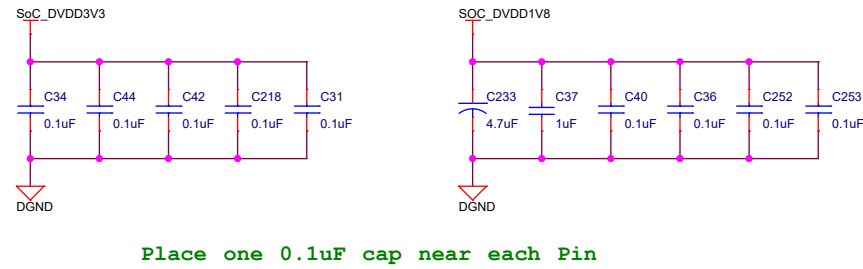 SoC_DVDD3V3
SOC_DVDD1V8
C34 C44 C42 C218 C31
0.1uF 0.1uF 0.1uF 0.1uF 0.1uF
C233 C37 C40 C36 C252 C253
4.7uF 1uF 0.1uF 0.1uF 0.1uF 0.1uF
DGND
DGND
Place one 0.1uF cap near each Pin